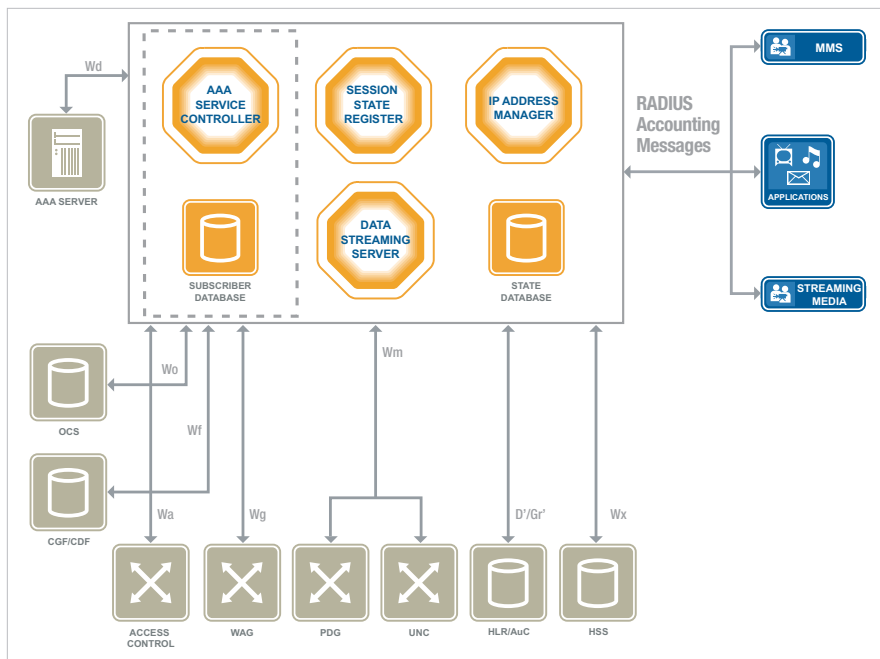 Wd
AAA
SERVICE
CONTROLLER
SESSION
STATE
REGISTER
IP ADDRESS
MANAGER
RADIUS
Accounting
Messages
MMS
AAA SERVER
APPLICATIONS
DATA
STREAMING
SERVER
SUBSCRIBER
DATABASE
STATE
DATABASE
STREAMING
MEDIA
Wo
Wm
OCS
Wf
CGF/CDF
Wa
Wg
D’/Gr’
Wx
ACCESS
CONTROL
WAG
PDG
UNC
HLR/AuC
HSS